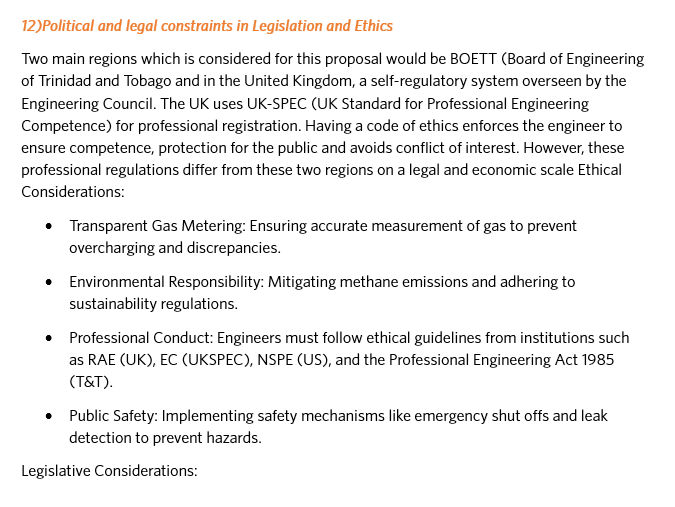 12)Political and legal constraints in Legislation and Ethics
Two main regions which is considered for this proposal would be BOETT (Board of Engineering
of Trinidad and Tobago and in the United Kingdom, a self-regulatory system overseen by the
Engineering Council. The UK uses UK-SPEC (UK Standard for Professional Engineering
Competence) for professional registration. Having a code of ethics enforces the engineer to
ensure competence, protection for the public and avoids conflict of interest. However, these
professional regulations differ from these two regions on a legal and economic scale Ethical
Considerations:
• Transparent Gas Metering: Ensuring accurate measurement of gas to prevent
overcharging and discrepancies.
• Environmental Responsibility: Mitigating methane emissions and adhering to
sustainability regulations.
• Professional Conduct: Engineers must follow ethical guidelines from institutions such
as RAE (UK), EC (UKSPEC), NSPE (US), and the Professional Engineering Act 1985
(T&T).
• Public Safety: Implementing safety mechanisms like emergency shut offs and leak
detection to prevent hazards.
Legislative Considerations: